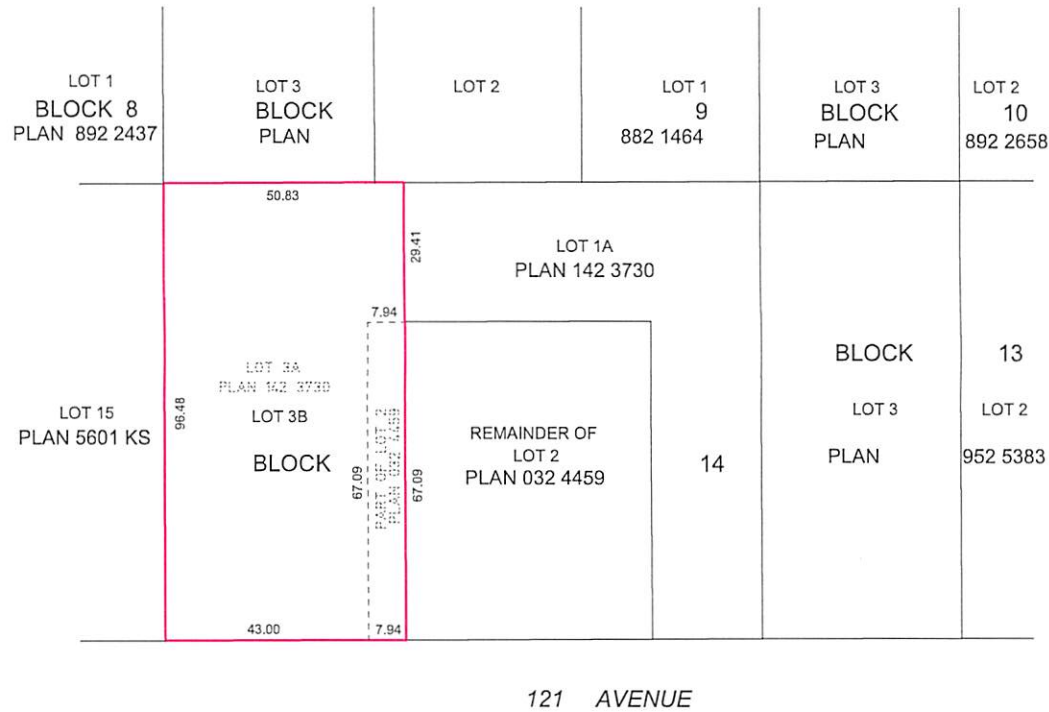 LOT 1
BLOCK 8
PLAN 892 2437
LOT 3
BLOCK
PLAN
LOT 2
LOT 1
9
882 1464
LOT 3
BLOCK
PLAN
LOT 2
10
892 2658
50.83
29.41
LOT 1A
PLAN 142 3730
7.94
LOT 3A
PLAN 142 3730
LOT 3B
BLOCK
96.48
LOT 15
PLAN 5601 KS
67.09
PART OF LOT 2
PLAN 032 4459
67.09
REMAINDER OF
LOT 2
PLAN 032 4459
14
BLOCK 13
LOT 3
LOT 2
PLAN
952 5383
43.00
7.94
121 AVENUE